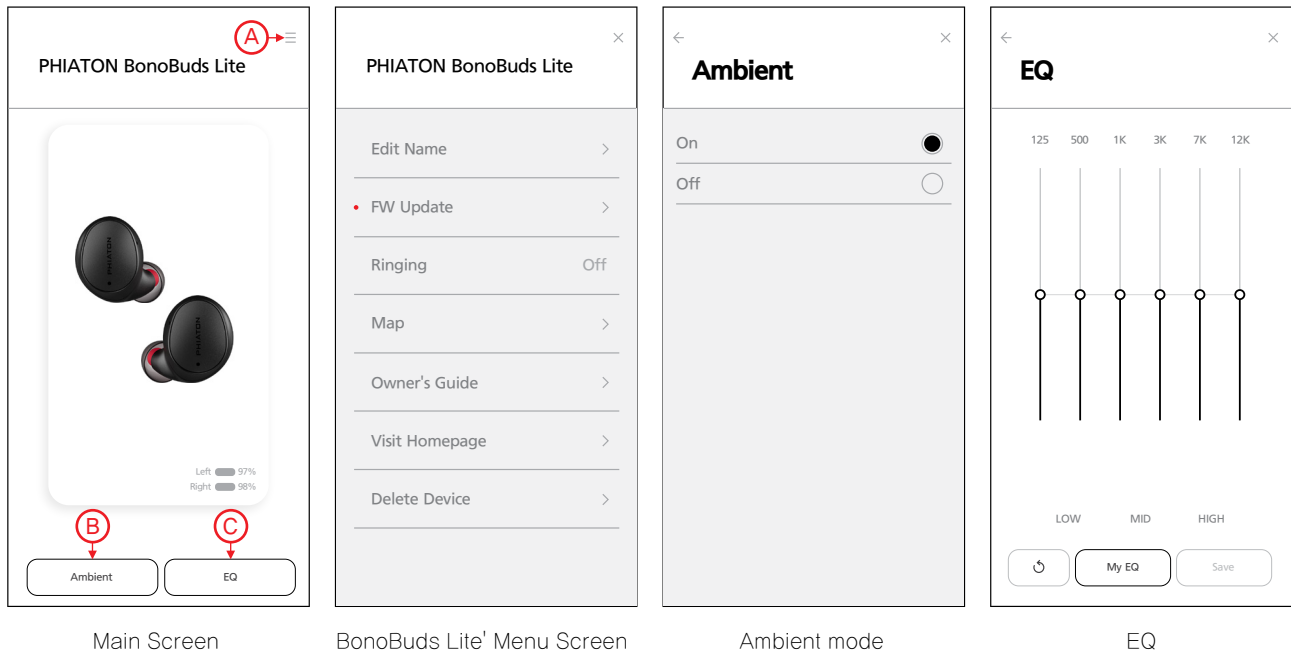 A
PHIATON BonoBuds Lite
PHIATON
PHIATON
Left 97%
Right 98%
B
C
Ambient
EQ
Main Screen
PHIATON BonoBuds Lite
Edit Name
FW Update
Ringing Off
Map
Owner's Guide
Visit Homepage
Delete Device
BonoBuds Lite' Menu Screen
Ambient
On
Off
Ambient mode
EQ
125 500 1K 3K 7K 12K
LOW MID HIGH
My EQ Save
EQ